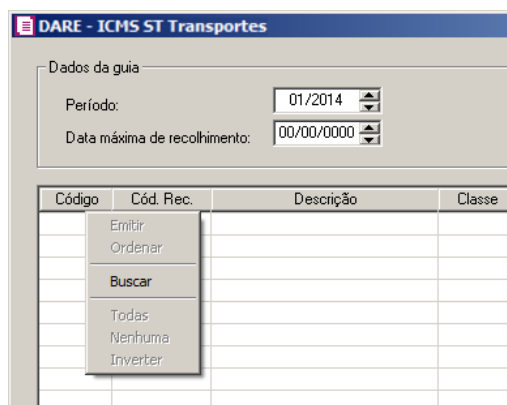 DARE - ICMS ST Transportes
Dados da guia
Período: 01/2014
Data máxima de recolhimento: 00/00/0000
Código Cód. Rec. Descrição Classe
Emitir
Ordenar
Buscar
Todas
Nenhuma
Inverter